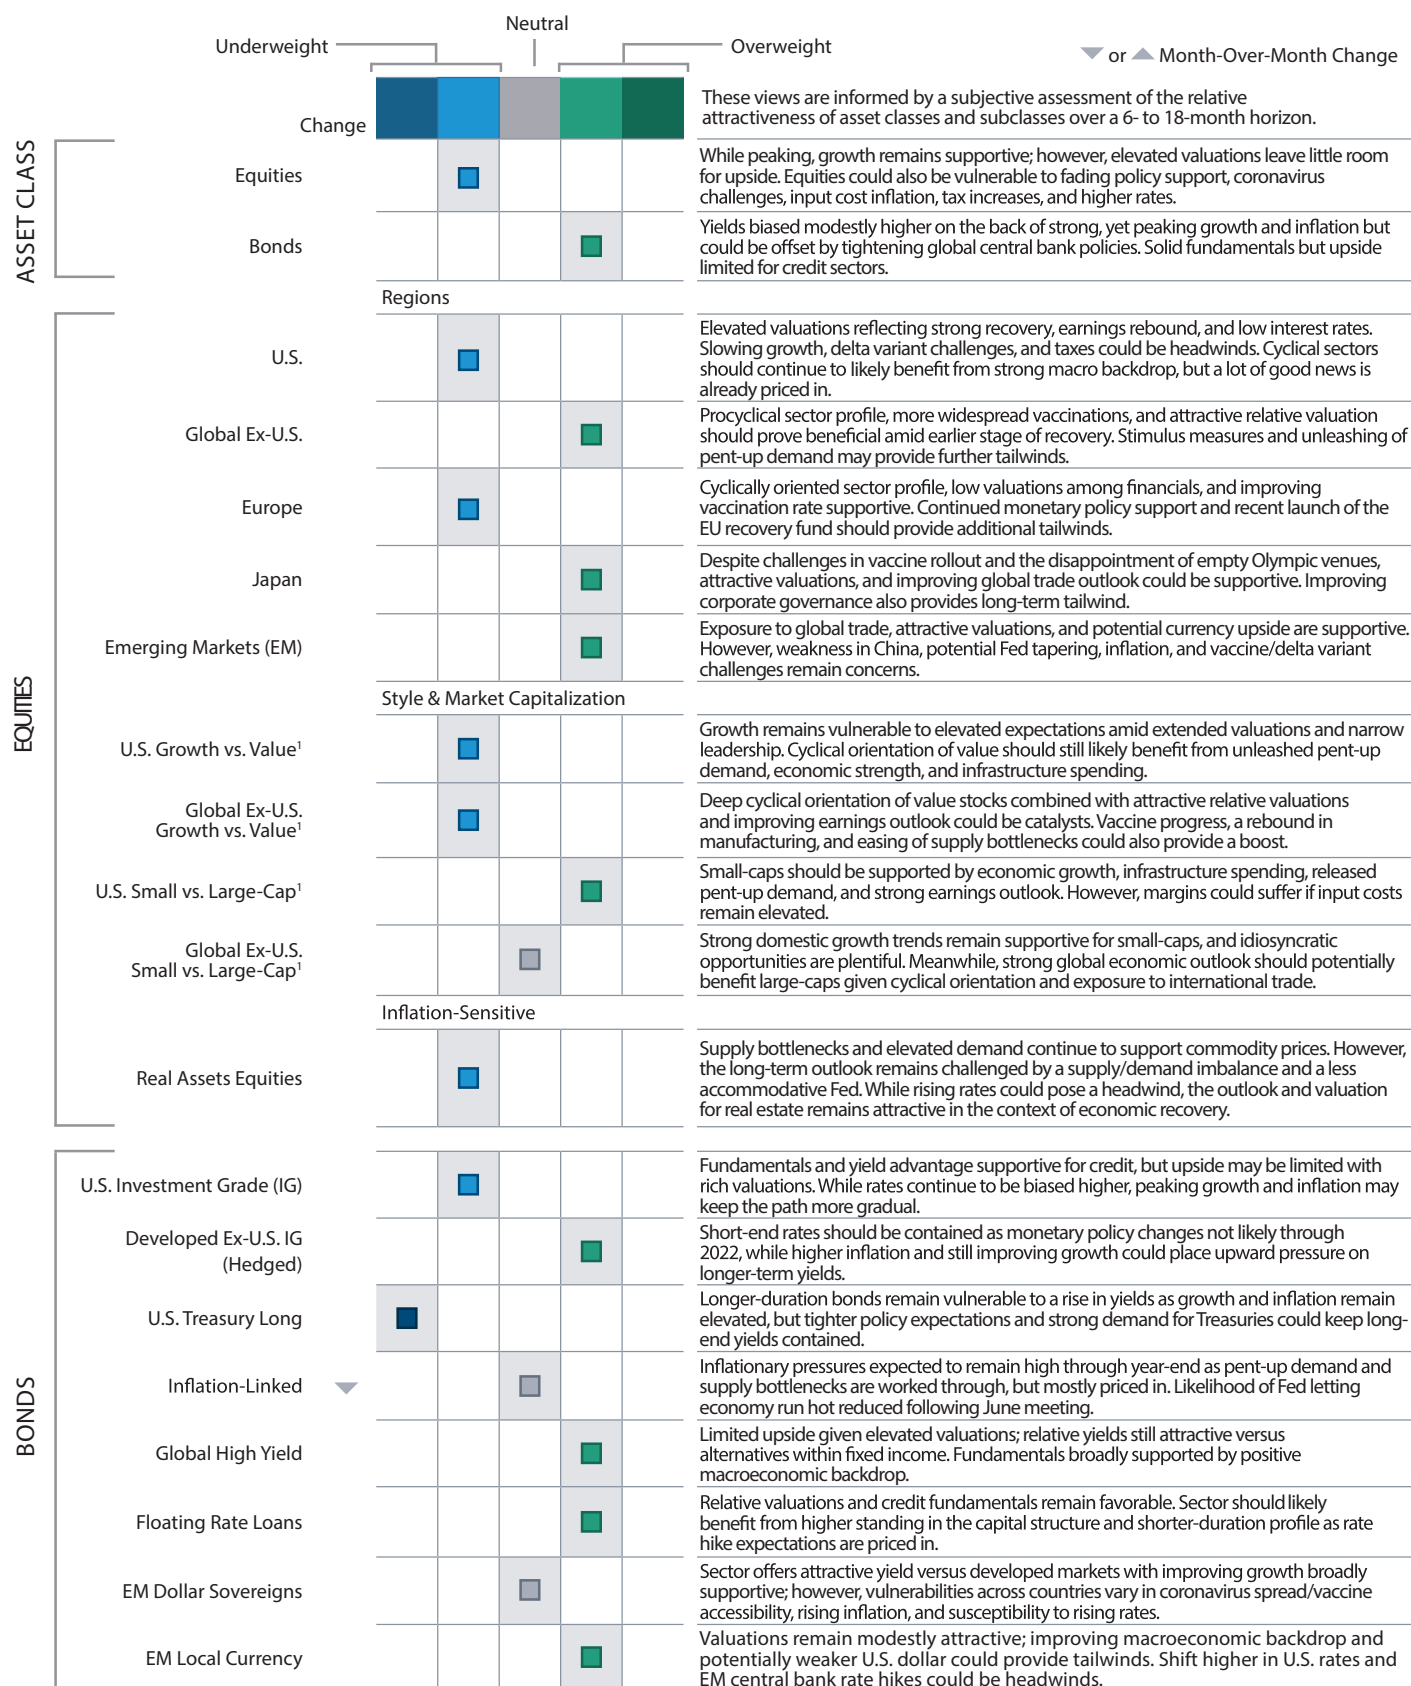 Neutral
Underweight
Overweight
or Month-Over-Month Change
Change
These views are informed by a subjective assessment of the relative
attractiveness of asset classes and subclasses over a 6- to 18-month horizon.
ASSET CLASS
Equities
While peaking, growth remains supportive; however, elevated valuations leave little room
for upside. Equities could also be vulnerable to fading policy support, coronavirus
challenges, input cost inflation, tax increases, and higher rates.
Bonds
Yields biased modestly higher on the back of strong, yet peaking growth and inflation but
could be offset by tightening global central bank policies. Solid fundamentals but upside
limited for credit sectors.
EQUITIES
Regions
U.S.
Elevated valuations reflecting strong recovery, earnings rebound, and low interest rates.
Slowing growth, delta variant challenges, and taxes could be headwinds. Cyclical sectors
should continue to likely benefit from strong macro backdrop, but a lot of good news is
already priced in.
Global Ex-U.S.
Procyclical sector profile, more widespread vaccinations, and attractive relative valuation
should prove beneficial amid earlier stage of recovery. Stimulus measures and unleashing of
pent-up demand may provide further tailwinds.
Europe
Cyclically oriented sector profile, low valuations among financials, and improving
vaccination rate supportive. Continued monetary policy support and recent launch of the
EU recovery fund should provide additional tailwinds.
Japan
Despite challenges in vaccine rollout and the disappointment of empty Olympic venues,
attractive valuations, and improving global trade outlook could be supportive. Improving
corporate governance also provides long-term tailwind.
Emerging Markets (EM)
Exposure to global trade, attractive valuations, and potential currency upside are supportive.
However, weakness in China, potential Fed tapering, inflation, and vaccine/delta variant
challenges remain concerns.
Style & Market Capitalization
U.S. Growth vs. Value¹
Growth remains vulnerable to elevated expectations amid extended valuations and narrow
leadership. Cyclical orientation of value should still likely benefit from unleashed pent-up
demand, economic strength, and infrastructure spending.
Global Ex-U.S.
Growth vs. Value¹
Deep cyclical orientation of value stocks combined with attractive relative valuations
and improving earnings outlook could be catalysts. Vaccine progress, a rebound in
manufacturing, and easing of supply bottlenecks could also provide a boost.
U.S. Small vs. Large-Cap¹
Small-caps should be supported by economic growth, infrastructure spending, released
pent-up demand, and strong earnings outlook. However, margins could suffer if input costs
remain elevated.
Global Ex-U.S.
Small vs. Large-Cap¹
Strong domestic growth trends remain supportive for small-caps, and idiosyncratic
opportunities are plentiful. Meanwhile, strong global economic outlook should potentially
benefit large-caps given cyclical orientation and exposure to international trade.
Inflation-Sensitive
Real Assets Equities
Supply bottlenecks and elevated demand continue to support commodity prices. However,
the long-term outlook remains challenged by a supply/demand imbalance and a less
accommodative Fed. While rising rates could pose a headwind, the outlook and valuation
for real estate remains attractive in the context of economic recovery.
BONDS
U.S. Investment Grade (IG)
Fundamentals and yield advantage supportive for credit, but upside may be limited with
rich valuations. While rates continue to be biased higher, peaking growth and inflation may
keep the path more gradual.
Developed Ex-U.S. IG
(Hedged)
Short-end rates should be contained as monetary policy changes not likely through
2022, while higher inflation and still improving growth could place upward pressure on
longer-term yields.
U.S. Treasury Long
Longer-duration bonds remain vulnerable to a rise in yields as growth and inflation remain
elevated, but tighter policy expectations and strong demand for Treasuries could keep long-
end yields contained.
Inflation-Linked
Inflationary pressures expected to remain high through year-end as pent-up demand and
supply bottlenecks are worked through, but mostly priced in. Likelihood of Fed letting
economy run hot reduced following June meeting.
Global High Yield
Limited upside given elevated valuations; relative yields still attractive versus
alternatives within fixed income. Fundamentals broadly supported by positive
macroeconomic backdrop.
Floating Rate Loans
Relative valuations and credit fundamentals remain favorable. Sector should likely
benefit from higher standing in the capital structure and shorter-duration profile as rate
hike expectations are priced in.
EM Dollar Sovereigns
Sector offers attractive yield versus developed markets with improving growth broadly
supportive; however, vulnerabilities across countries vary in coronavirus spread/vaccine
accessibility, rising inflation, and susceptibility to rising rates.
EM Local Currency
Valuations remain modestly attractive; improving macroeconomic backdrop and
potentially weaker U.S. dollar could provide tailwinds. Shift higher in U.S. rates and
EM central bank rate hikes could be headwinds.